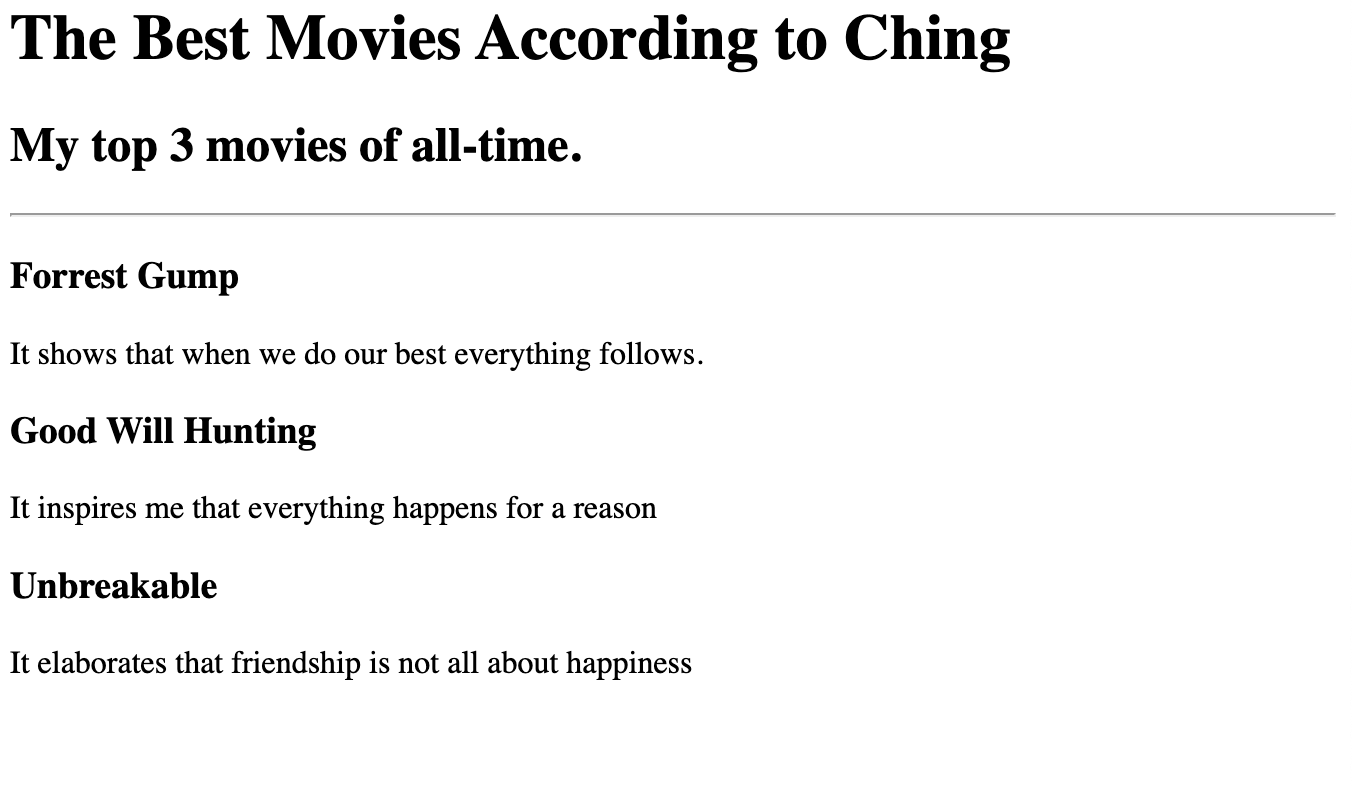 The Best Movies According to Ching
My top 3 movies of all-time.
Forrest Gump
It shows that when we do our best everything follows.
Good Will Hunting
It inspires me that everything happens for a reason
Unbreakable
It elaborates that friendship is not all about happiness